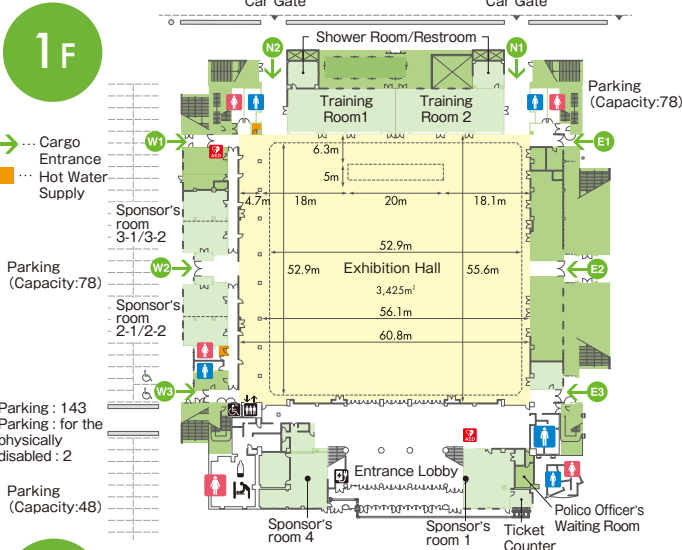 Car Gate
Car Gate
1F
N2
Shower Room/Restroom
N1
Parking
(Capacity:78)
Training
Room1
Training
Room 2
W1
E1
… Cargo
Entrance
… Hot Water
Supply
AED
6.3m
5m
4.7m
18m
20m
18.1m
Sponsor's
room
3-1/3-2
52.9m
Parking
(Capacity:78)
W2
52.9m
Exhibition Hall
55.6m
E2
3,425m²
56.1m
Sponsor's
room
2-1/2-2
60.8m
W3
E3
Parking : 143
Parking : for the
physically
disabled : 2
AED
Entrance Lobby
Parking
(Capacity:48)
Sponsor's
room 4
Sponsor's
room 1
Ticket
Counter
Polico Officer's
Waiting Room